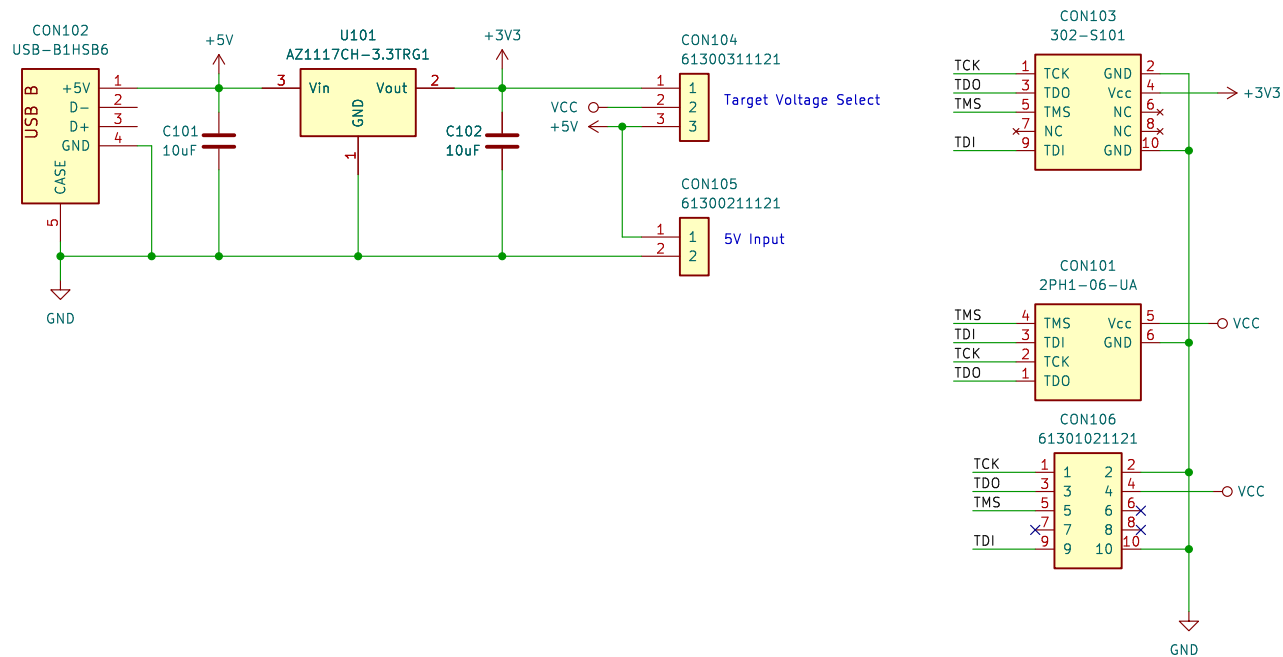 CON102
USB-B1HSB6
USB B
+5V 1
D- 2
D+ 3
GND 4
CASE
5
GND
+5V
C101
10uF
U101
AZ1117CH-3.3TRG1
3 Vin Vout 2
GND
1
+3V3
C102
10uF
CON104
61300311121
1 1
VCC 2 2
+5V 3 3
Target Voltage Select
CON105
61300211121
1 1
2 2
5V Input
CON103
302-S101
TCK 1 TCK GND 2
TDO 3 TDO Vcc 4 +3V3
TMS 5 TMS NC 6
7 NC NC 8
TDI 9 TDI GND 10
CON101
2PH1-06-UA
TMS 4 TMS Vcc 5 VCC
TDI 3 TDI GND 6
TCK 2 TCK
TDO 1 TDO
CON106
61301021121
TCK 1 1 2 2
TDO 3 3 4 4 VCC
TMS 5 5 6 6
7 7 8 8
TDI 9 9 10 10
GND